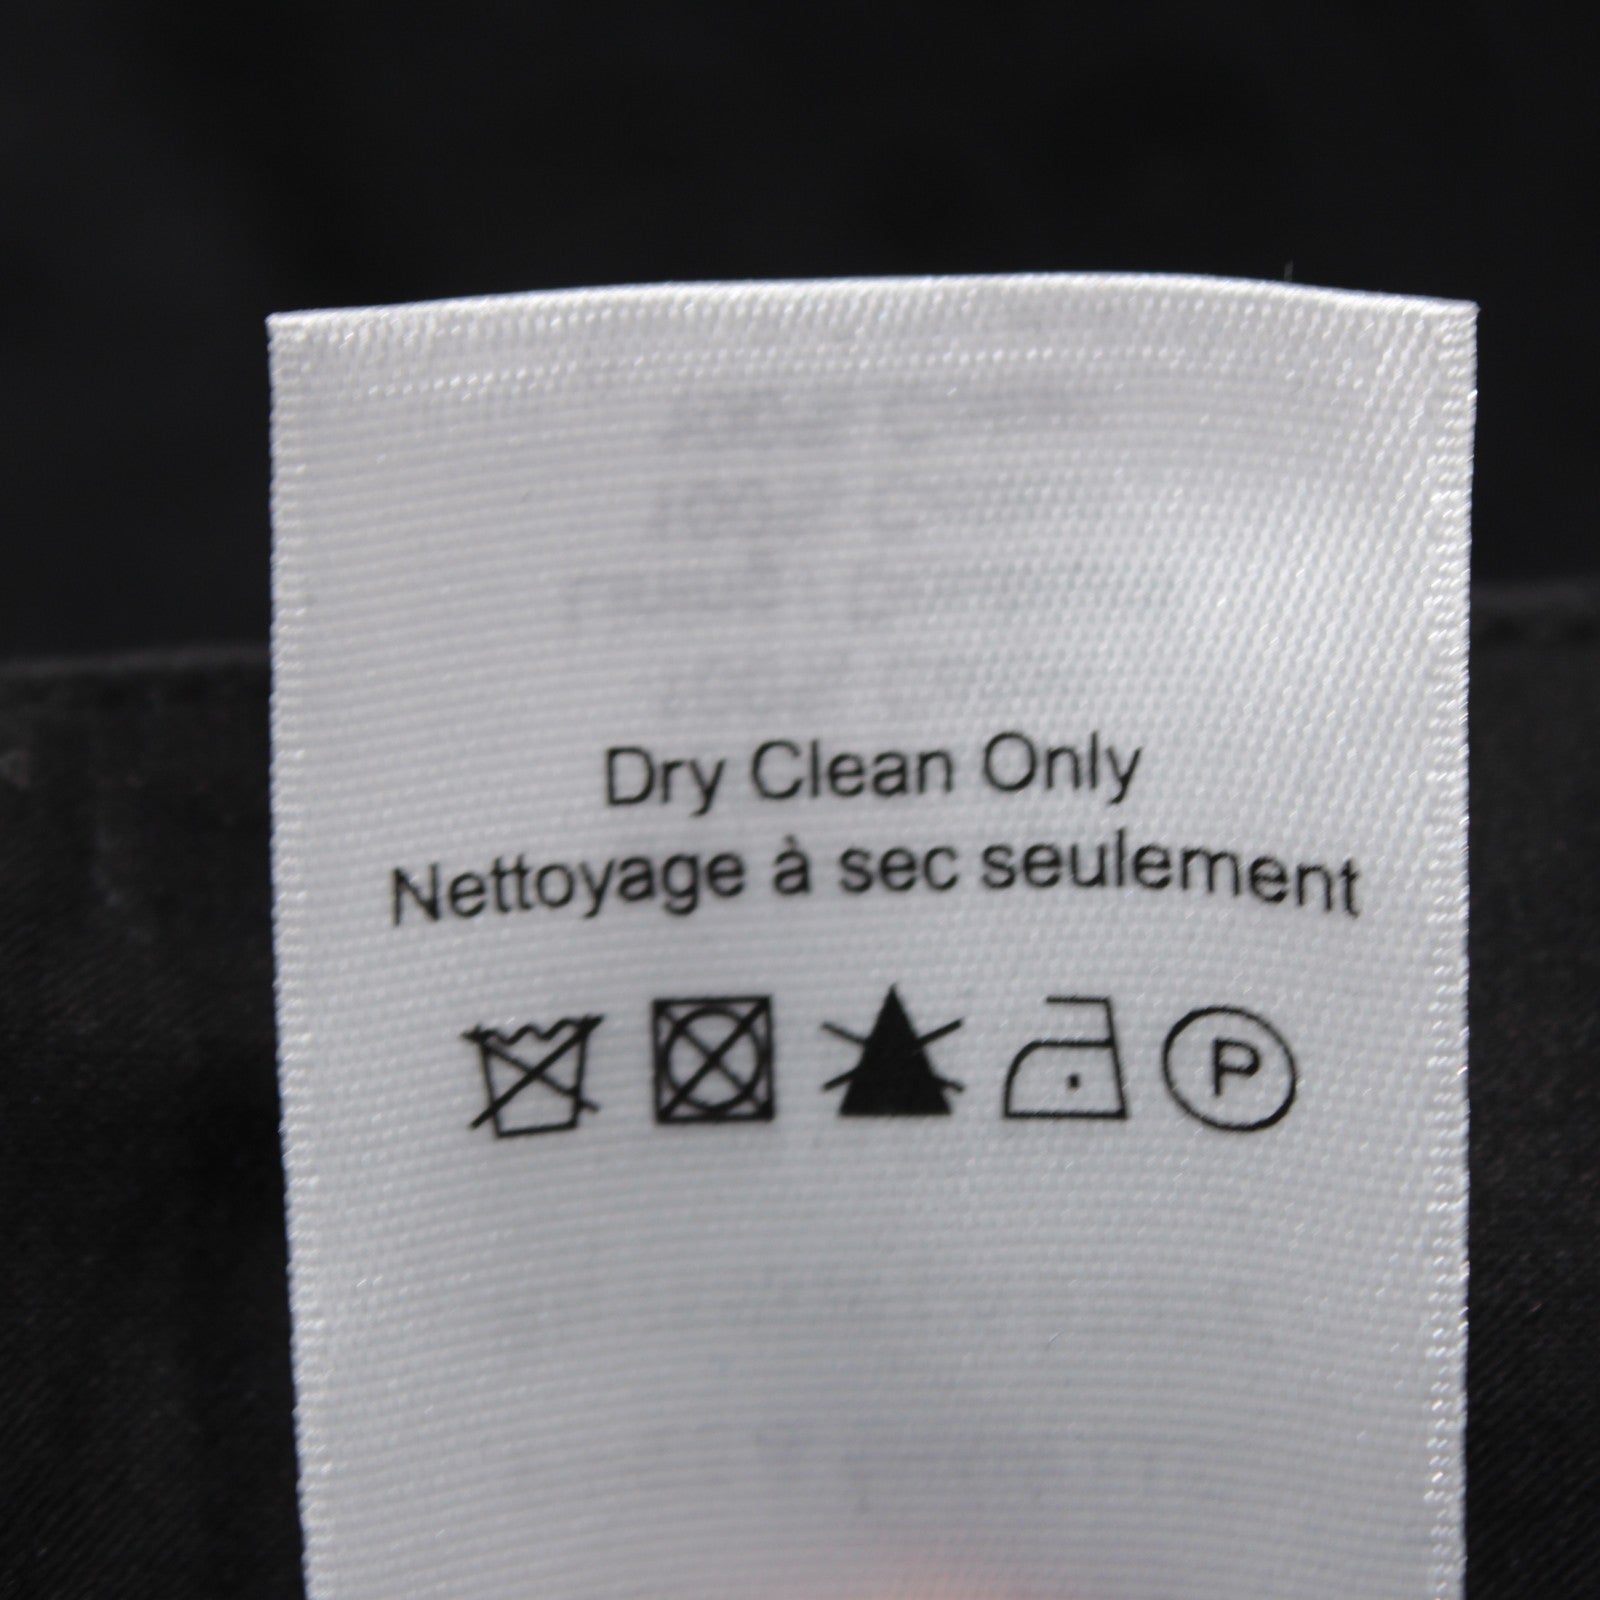 Dry Clean Only
Nettoyage à sec seulement
P